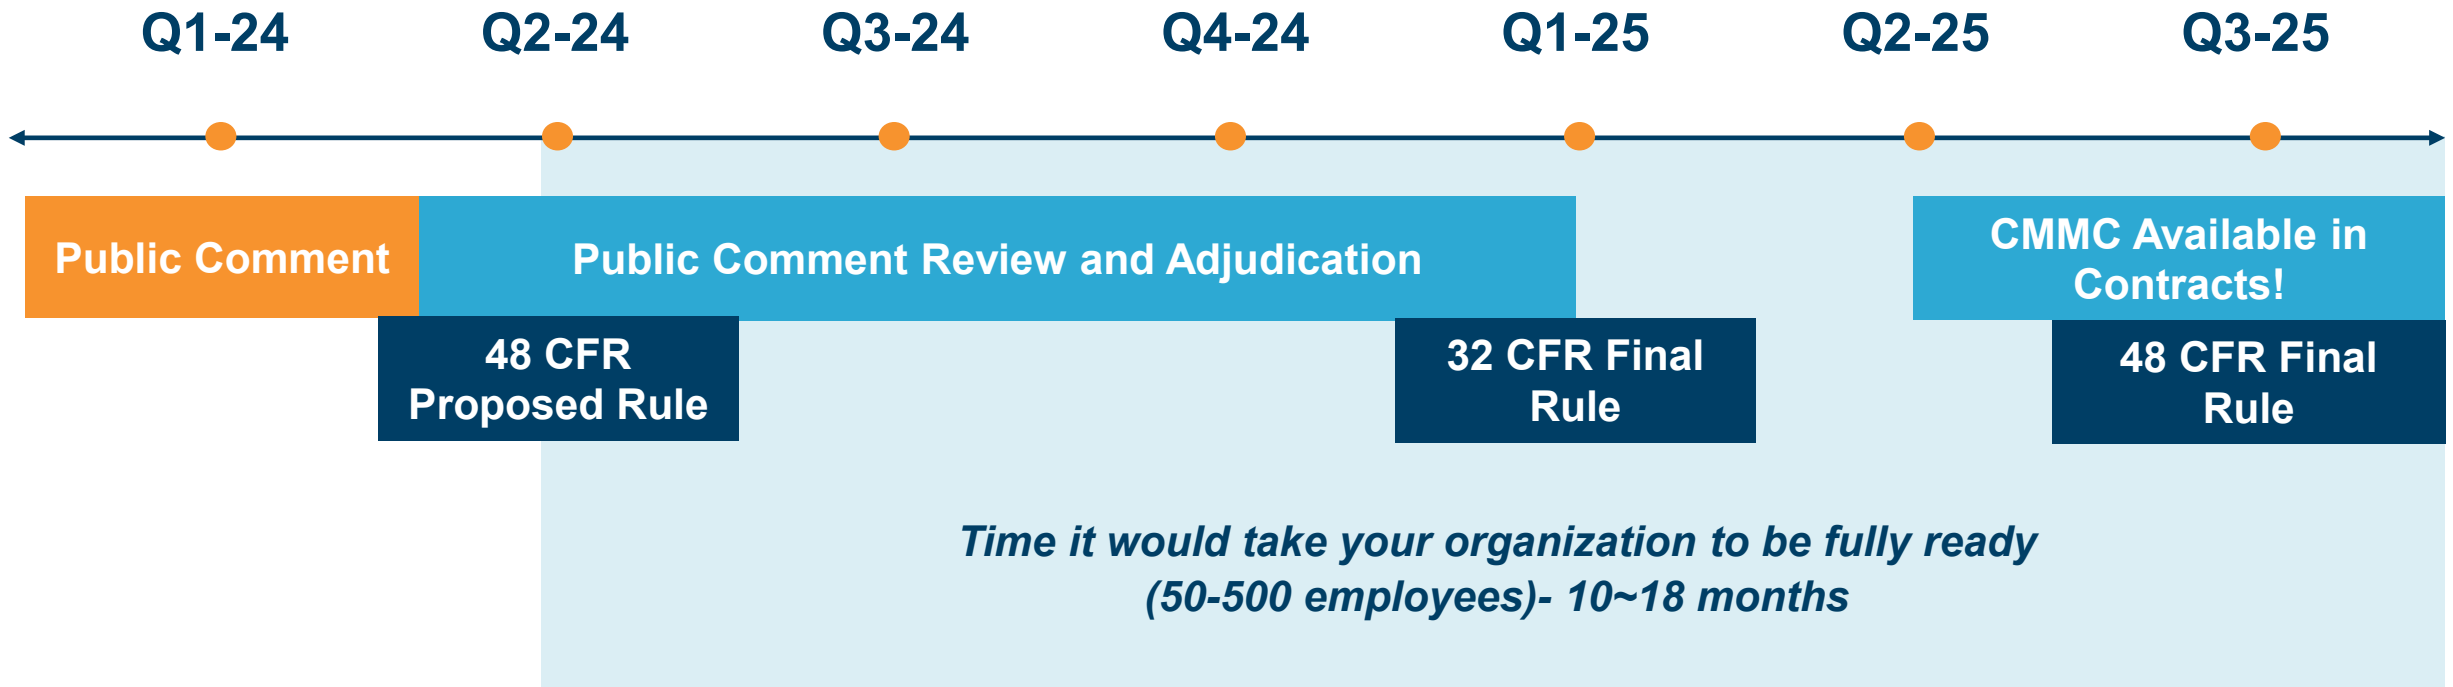 Q1-24 Q2-24 Q3-24 Q4-24 Q1-25 Q2-25 Q3-25
Public Comment
Public Comment Review and Adjudication
CMMC Available in
Contracts!
48 CFR
Proposed Rule
32 CFR Final
Rule
48 CFR Final
Rule
Time it would take your organization to be fully ready
(50-500 employees)- 10~18 months